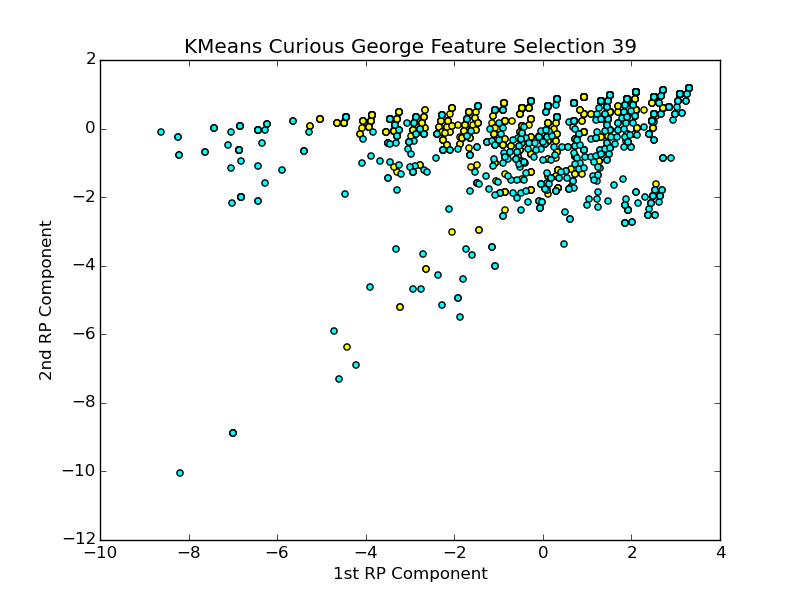 KMeans Curious George Feature Selection 39
2
0
−2
−4
−6
−8
−10
−12
2nd RP Component
−10 −8 −6 −4 −2 0 2 4
1st RP Component